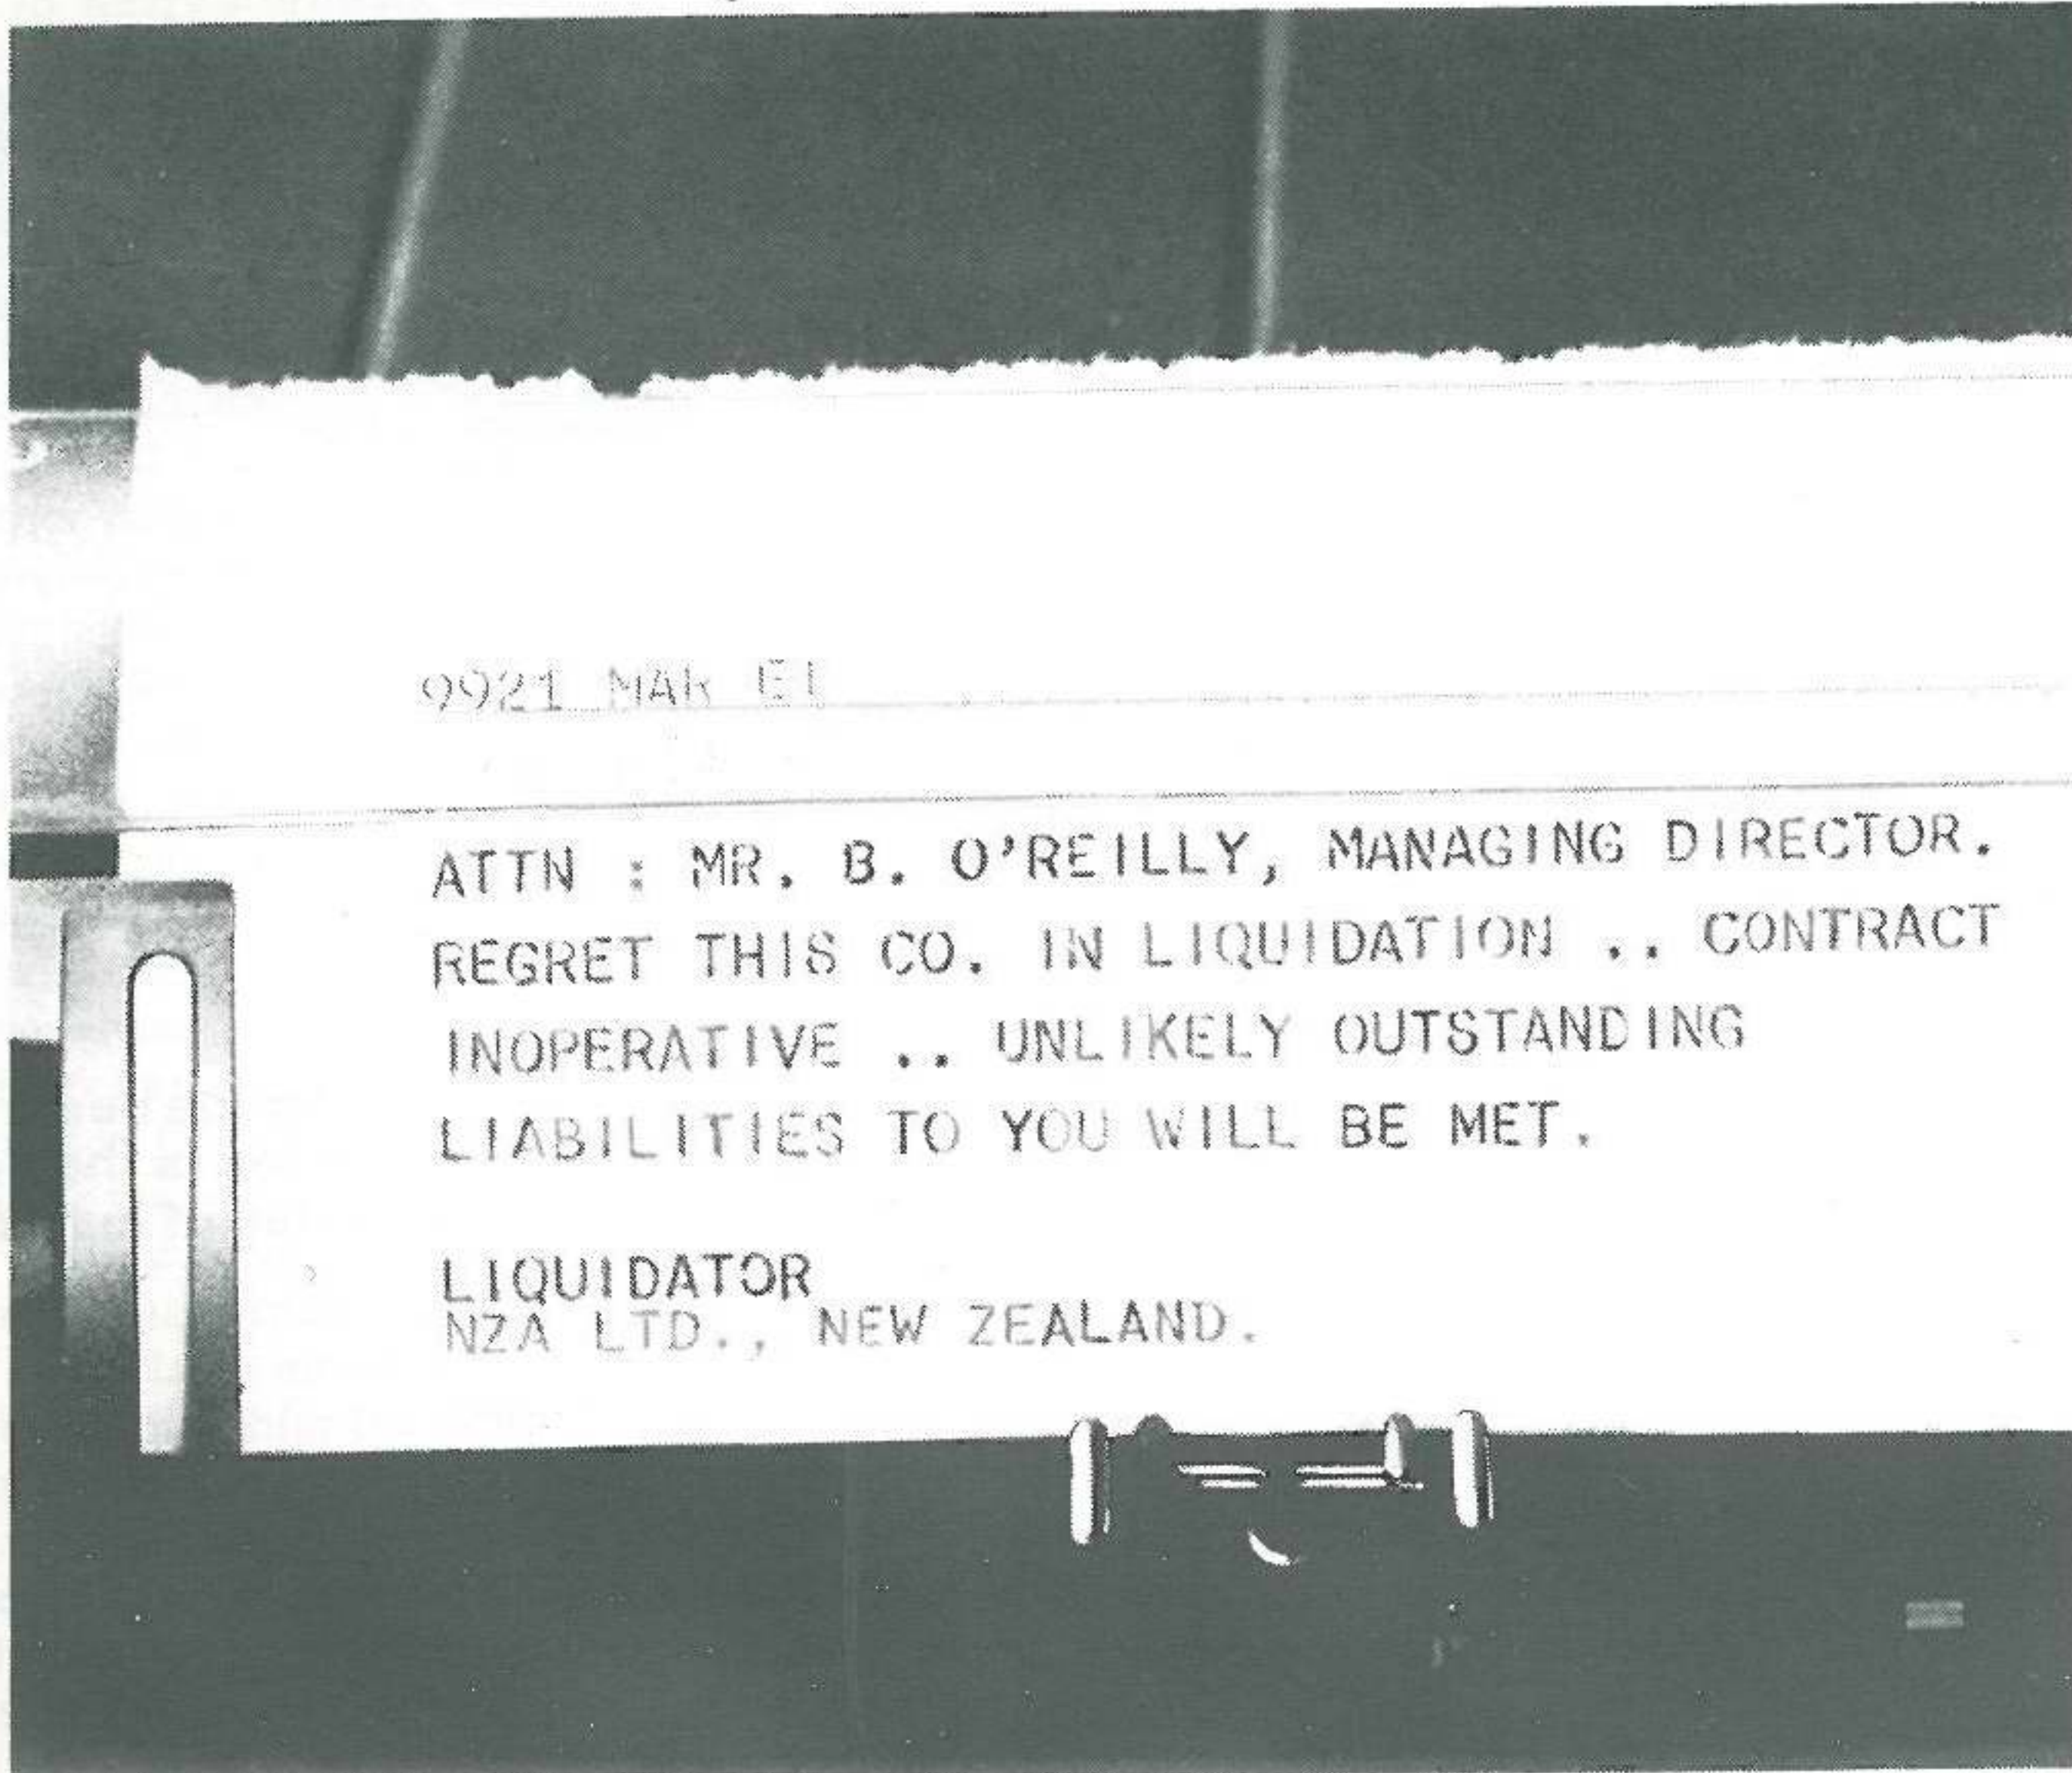 9921 MAR EI
ATTN : MR. B. O'REILLY, MANAGING DIRECTOR.
REGRET THIS CO. IN LIQUIDATION .. CONTRACT
INOPERATIVE .. UNLIKELY OUTSTANDING
LIABILITIES TO YOU WILL BE MET.
LIQUIDATOR
NZA LTD., NEW ZEALAND.